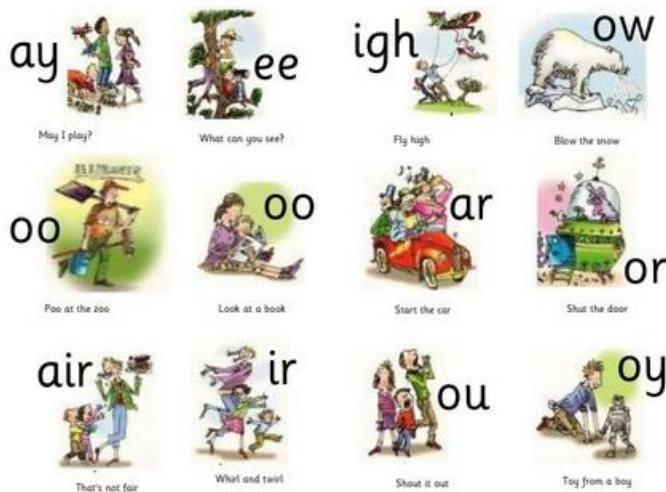 ay
ee
igh
ow
May I play?
What can you see?
Fly high
Blow the snow
oo
oo
ar
or
Poo at the zoo
Look at a book
Start the car
Shut the door
air
ir
ou
oy
That's not fair
Whirl and twirl
Shout it out
Toy from a boy